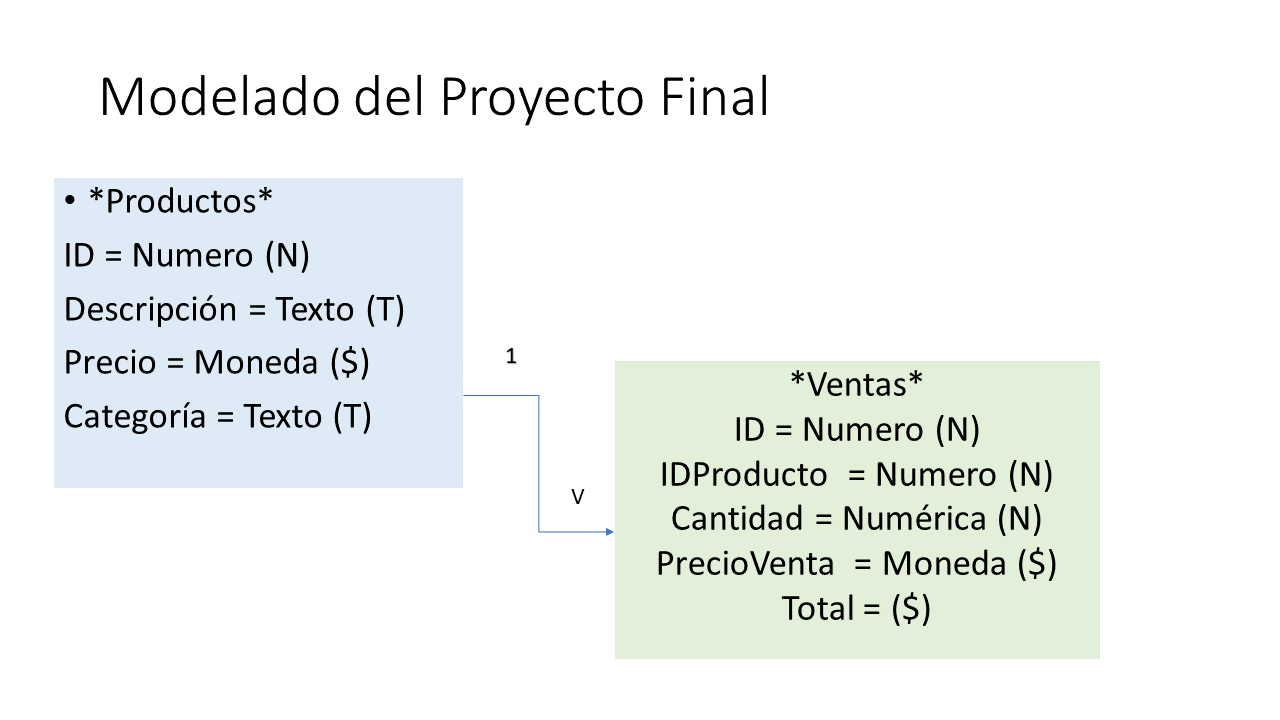 Modelado del Proyecto Final
• *Productos*
ID = Numero (N)
Descripción = Texto (T)
Precio = Moneda ($)
Categoría = Texto (T)
1
V
*Ventas*
ID = Numero (N)
IDProducto  = Numero (N)
Cantidad = Numérica (N)
PrecioVenta  = Moneda ($)
Total = ($)